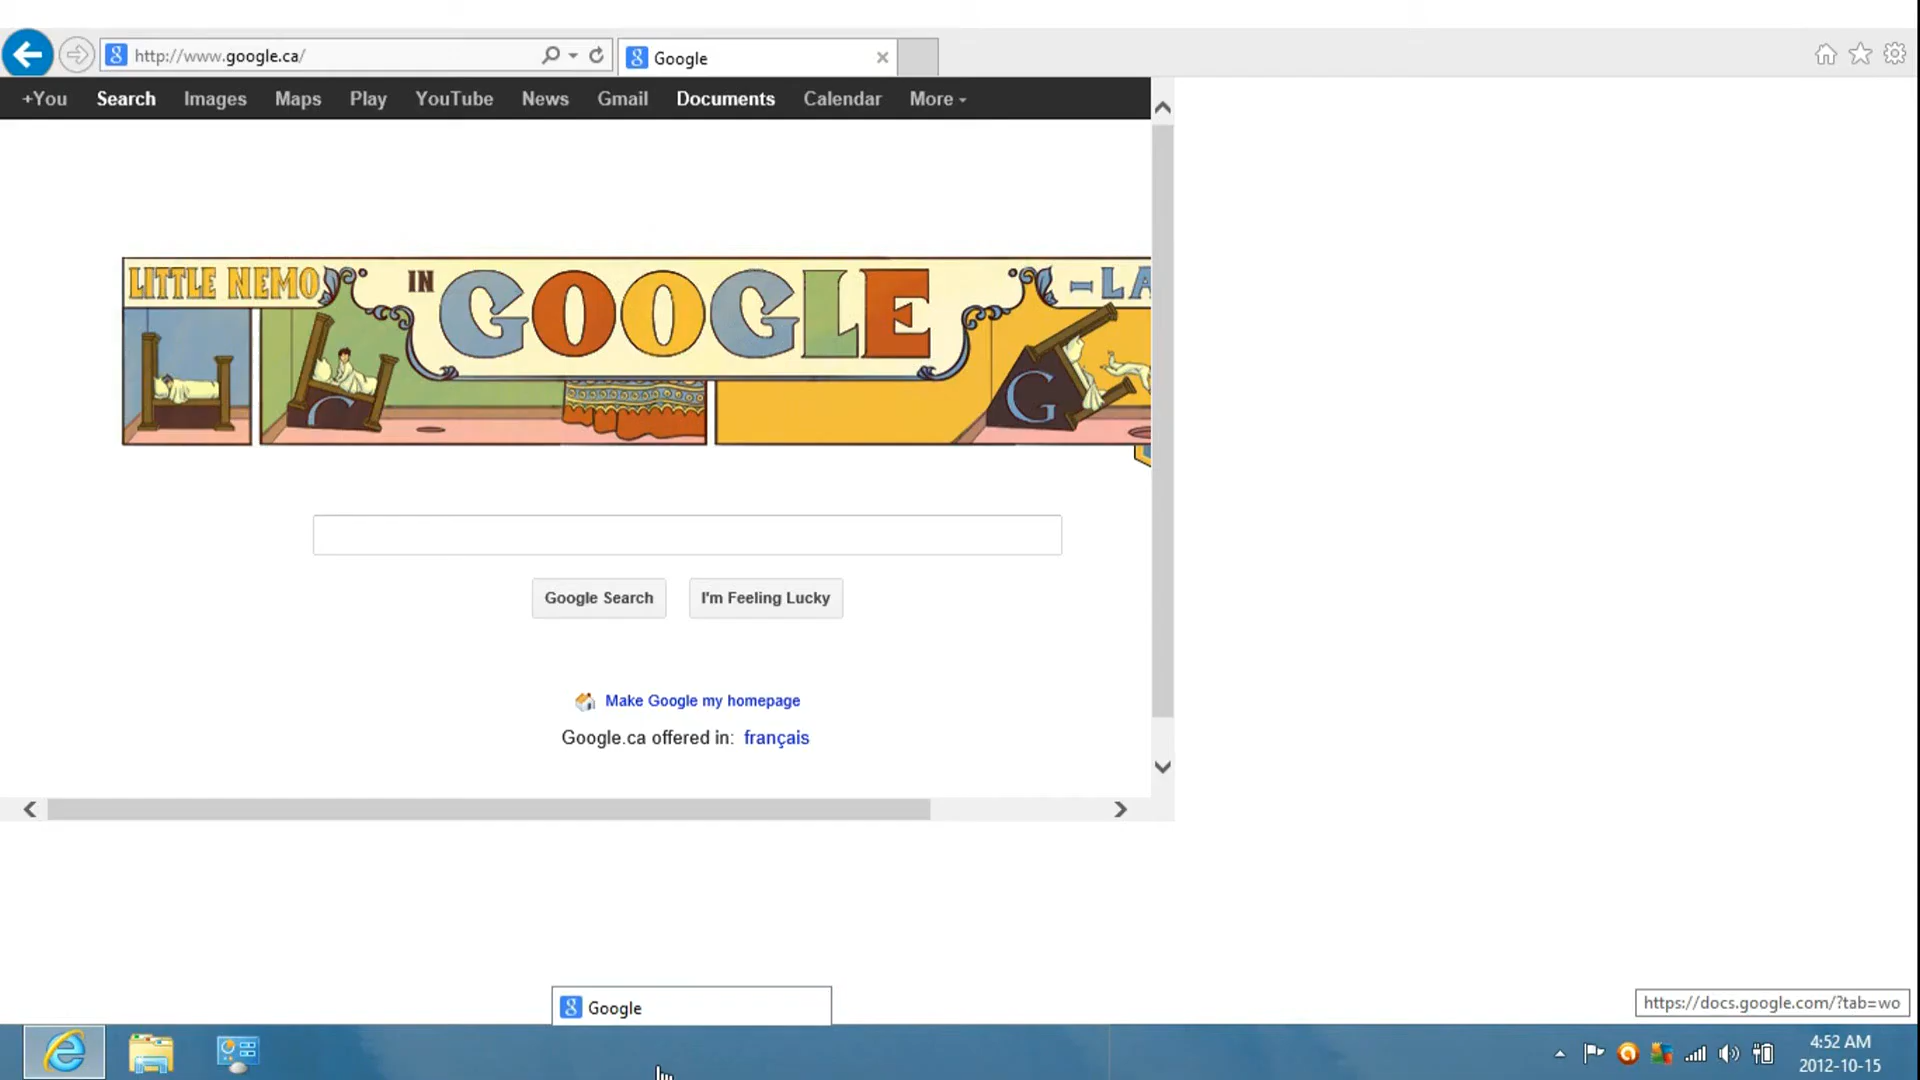 http://www.google.ca/
Google
+You Search Images Maps Play YouTube News Gmail Documents Calendar More
LITTLE NEMO IN GOOGLE -LA
G
G
Google Search I'm Feeling Lucky
Make Google my homepage
Google.ca offered in: français
Google
https://docs.google.com/?tab=wo
4:52 AM
2012-10-15